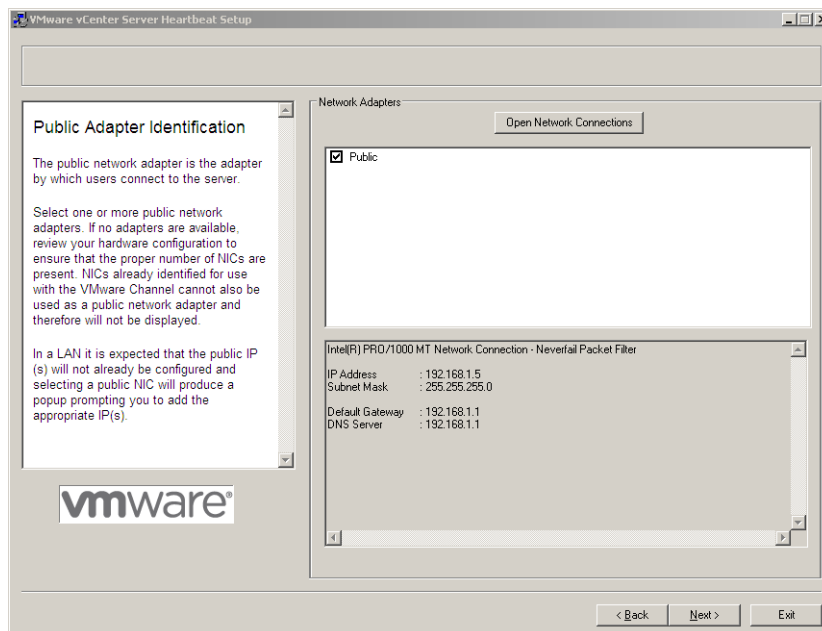 VMware vCenter Server Heartbeat Setup
Public Adapter Identification
The public network adapter is the adapter
by which users connect to the server.
Select one or more public network
adapters. If no adapters are available,
review your hardware configuration to
ensure that the proper number of NICs are
present. NICs already identified for use
with the VMware Channel cannot also be
used as a public network adapter and
therefore will not be displayed.
In a LAN it is expected that the public IP
(s) will not already be configured and
selecting a public NIC will produce a
popup prompting you to add the
appropriate IP(s).
vmware®
Network Adapters
Open Network Connections
Public
Intel(R) PRO/1000 MT Network Connection - Neverfail Packet Filter
IP Address : 192.168.1.5
Subnet Mask : 255.255.255.0
Default Gateway : 192.168.1.1
DNS Server : 192.168.1.1
< Back
Next >
Exit